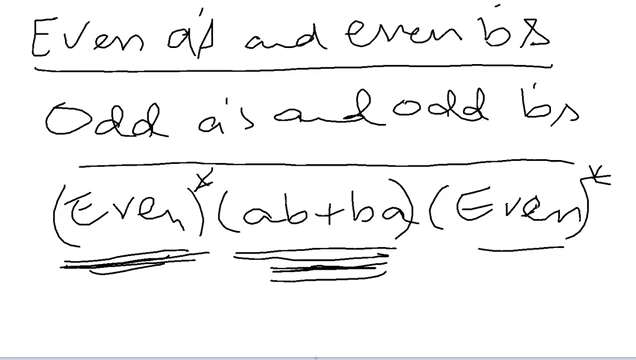 Even a's and even b's
Odd a's and odd b's
(Even)* (ab+ba) (Even)*